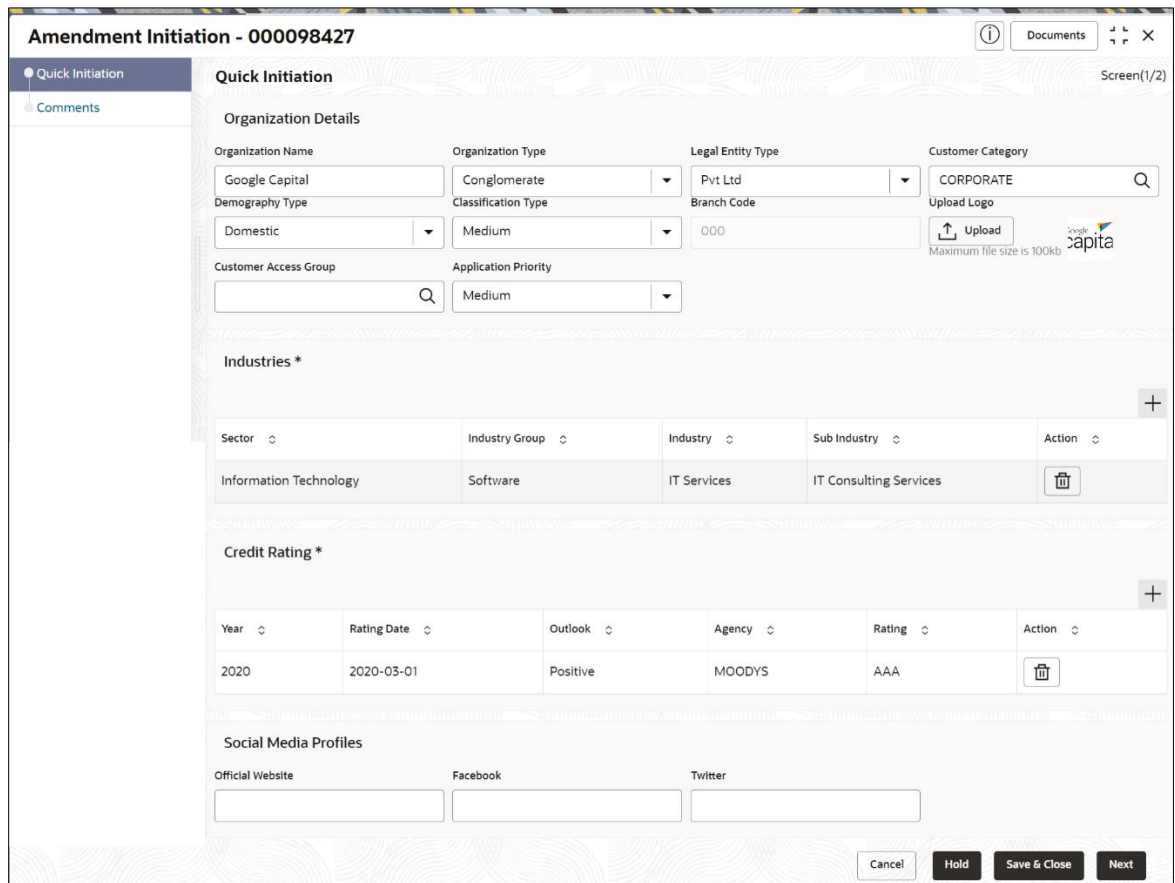 Amendment Initiation - 000098427
Documents
Quick Initiation
Comments
Quick Initiation
Screen(1/2)
Organization Details
Organization Name Organization Type Legal Entity Type Customer Category
Google Capital Conglomerate Pvt Ltd CORPORATE
Demography Type Classification Type Branch Code Upload Logo
Domestic Medium 000 Upload
Maximum file size is 100kb
Google
capita
Customer Access Group Application Priority
Medium
Industries *
Sector Industry Group Industry Sub Industry Action
Information Technology Software IT Services IT Consulting Services
Credit Rating *
Year Rating Date Outlook Agency Rating Action
2020 2020-03-01 Positive MOODYS AAA
Social Media Profiles
Official Website Facebook Twitter
Cancel Hold Save & Close Next